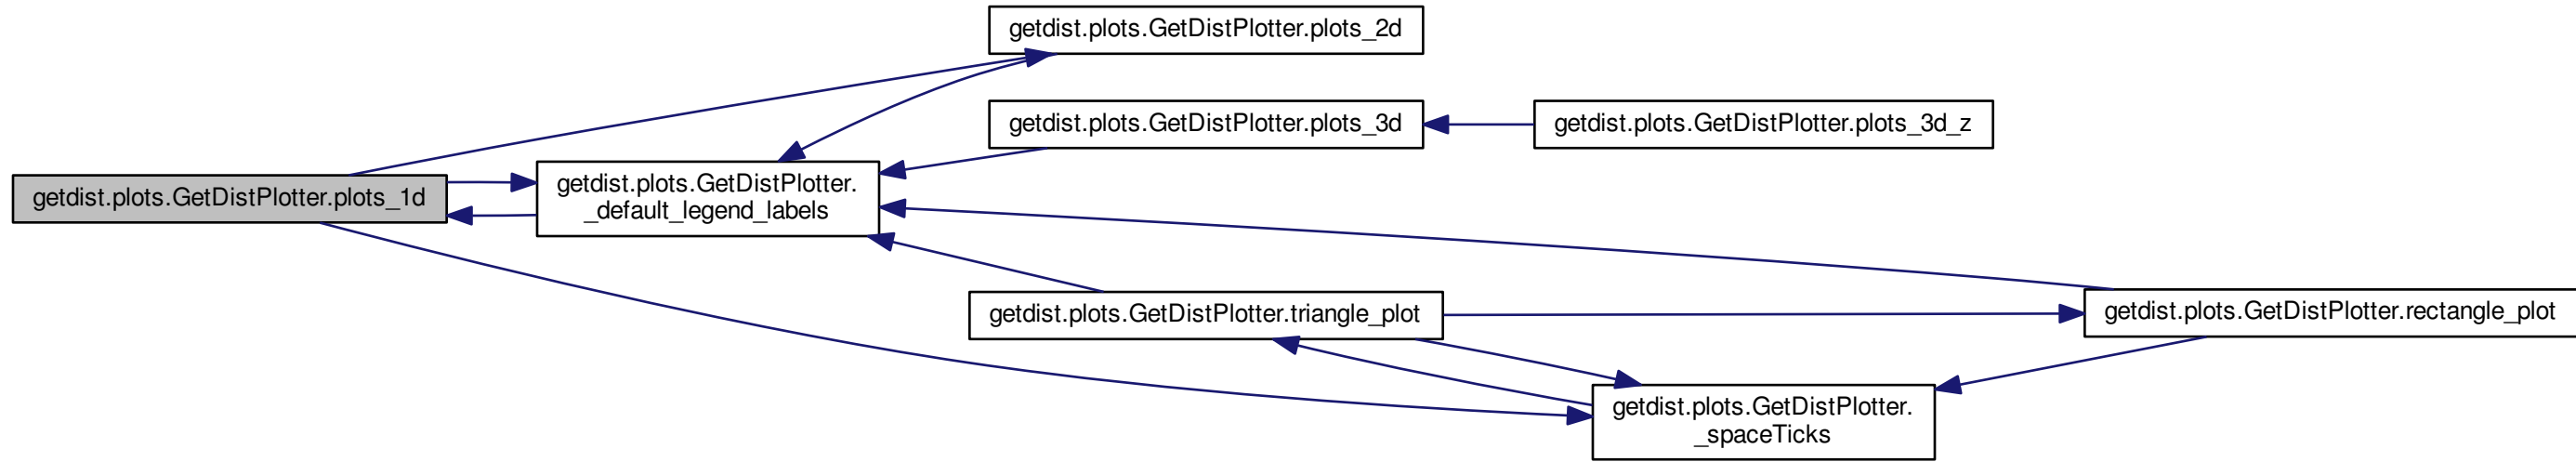 getdist.plots.GetDistPlotter.plots_2d
getdist.plots.GetDistPlotter.plots_3d
getdist.plots.GetDistPlotter.plots_3d_z
getdist.plots.GetDistPlotter.plots_1d
getdist.plots.GetDistPlotter.
_default_legend_labels
getdist.plots.GetDistPlotter.triangle_plot
getdist.plots.GetDistPlotter.rectangle_plot
getdist.plots.GetDistPlotter.
_spaceTicks